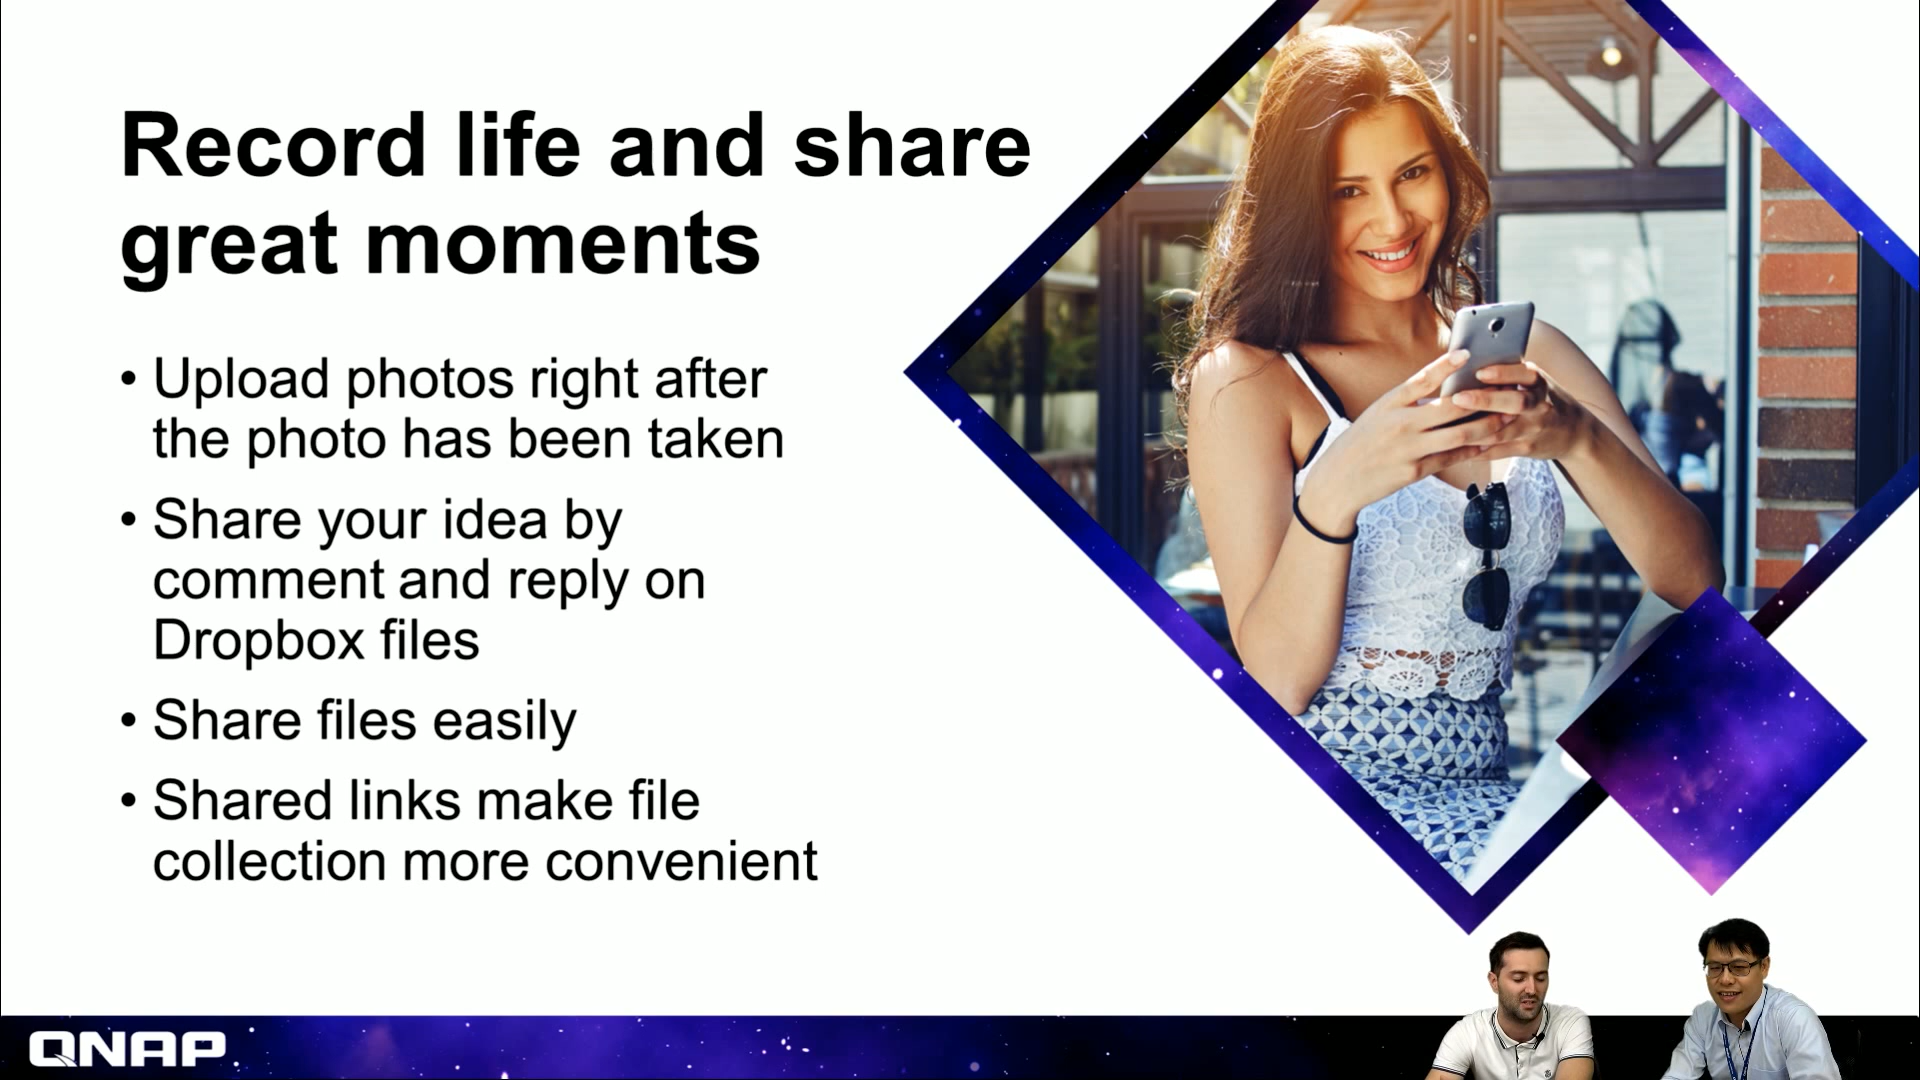 Record life and share
great moments
• Upload photos right after
the photo has been taken
• Share your idea by
comment and reply on
Dropbox files
• Share files easily
• Shared links make file
collection more convenient
QNAP